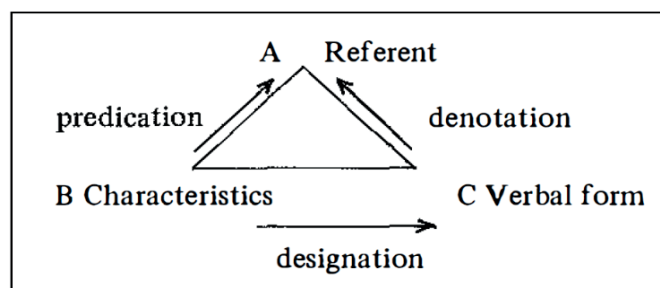 A Referent
predication
denotation
B Characteristics
C Verbal form
designation